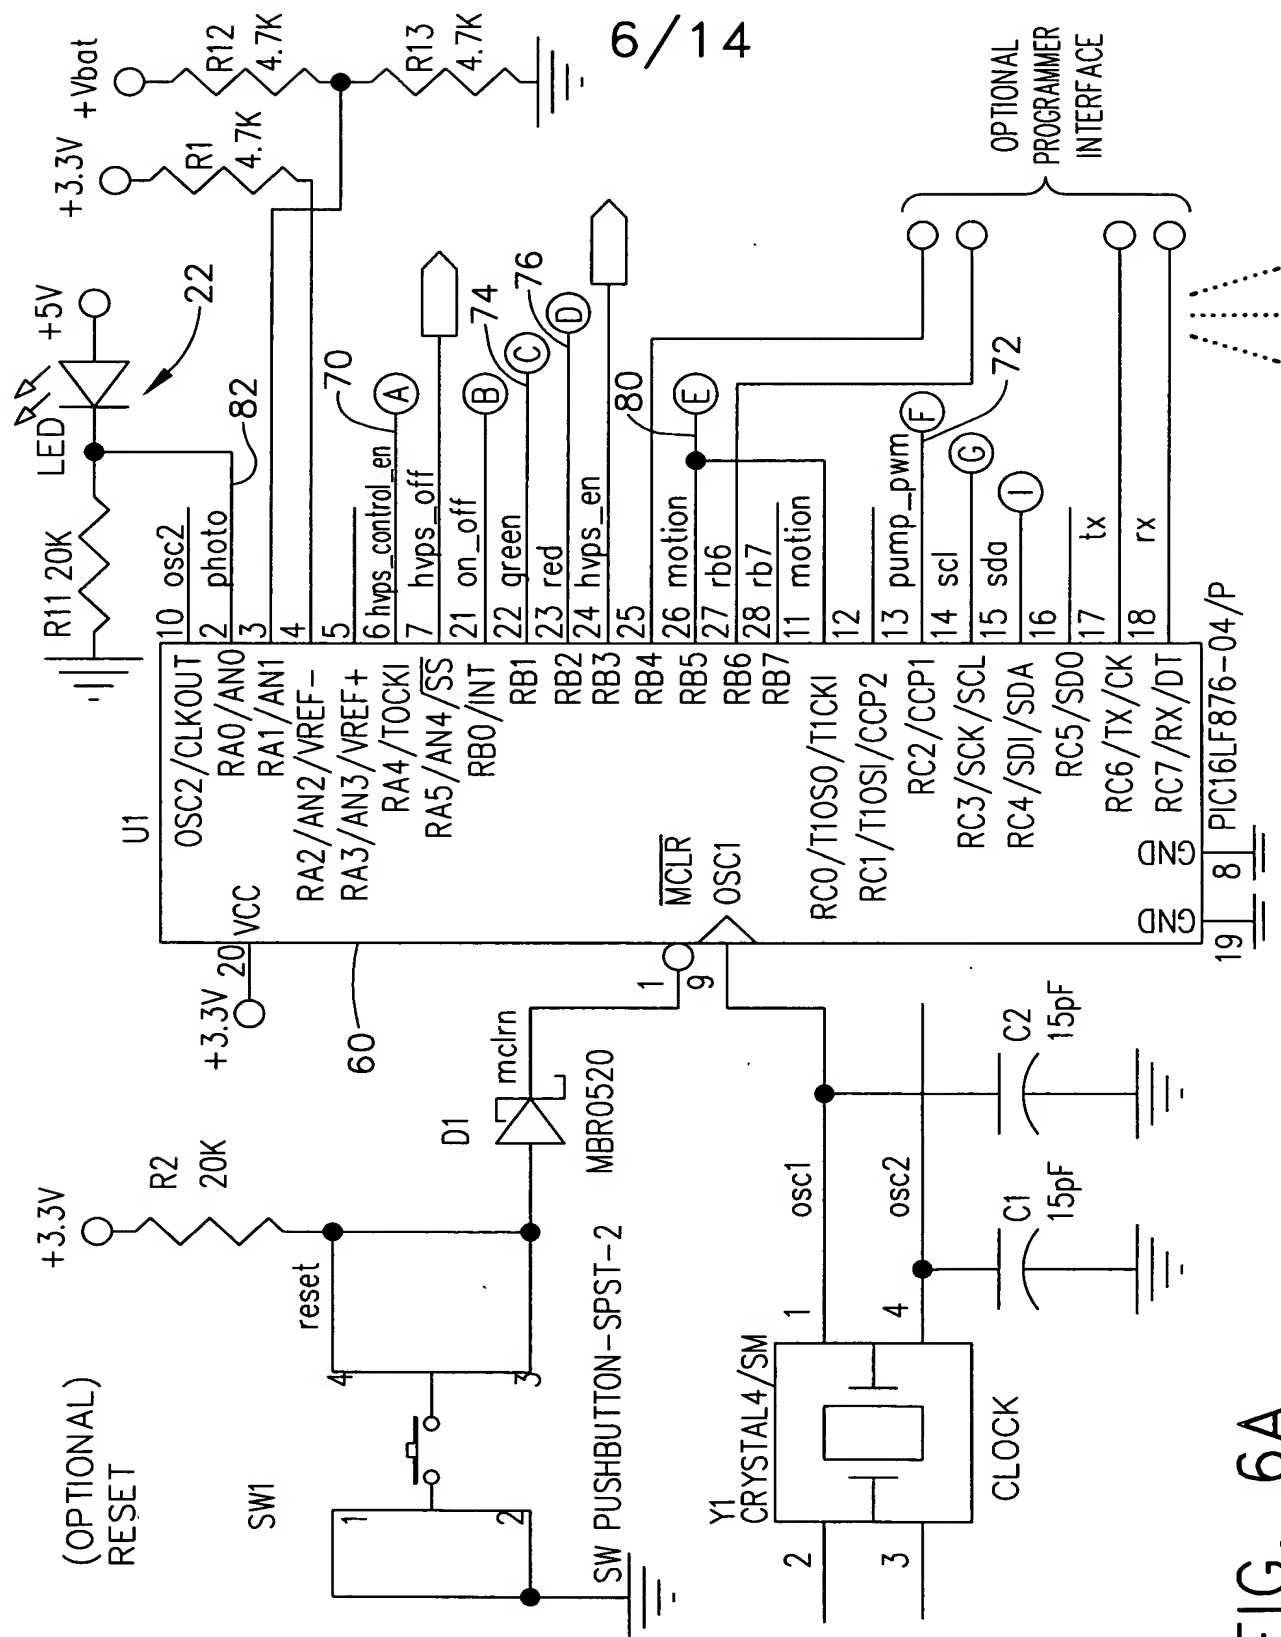 6/14
(OPTIONAL)
RESET
SW1
1
2
4
3
reset
SW PUSHBUTTON-SPST-2
+3.3V
R2
20K
D1
mclrn
MBR0520
Y1
CRYSTAL4/SM
2
3
1
4
CLOCK
osc1
osc2
C1
15pF
C2
15pF
+3.3V
20
VCC
60
1
9
MCLR
OSC1
U1
OSC2/CLKOUT
RA0/AN0
RA1/AN1
RA2/AN2/VREF-
RA3/AN3/VREF+
RA4/TOCKI
RA5/AN4/SS
RB0/INT
RB1
RB2
RB3
RB4
RB5
RB6
RB7
RC0/T1OSO/T1CKI
RC1/T1OSI/CCP2
RC2/CCP1
RC3/SCK/SCL
RC4/SDI/SDA
RC5/SDO
RC6/TX/CK
RC7/RX/DT
GND
GND
19
8
PIC16LF876-04/P
10 osc2
2 photo
3
4
5
6 hvps_control_en
7 hvps_off
21 on_off
22 green
23 red
24 hvps_en
25
26 motion
27 rb6
28 rb7
11 motion
12
13 pump_pwm
14 scl
15 sda
16
17 tx
18 rx
R11 20K
LED
+5V
22
82
+3.3V
R1
4.7K
+Vbat
R12
4.7K
R13
4.7K
70
A
B
74
C
76
D
80
E
F
72
G
I
OPTIONAL
PROGRAMMER
INTERFACE
FIG. 6A